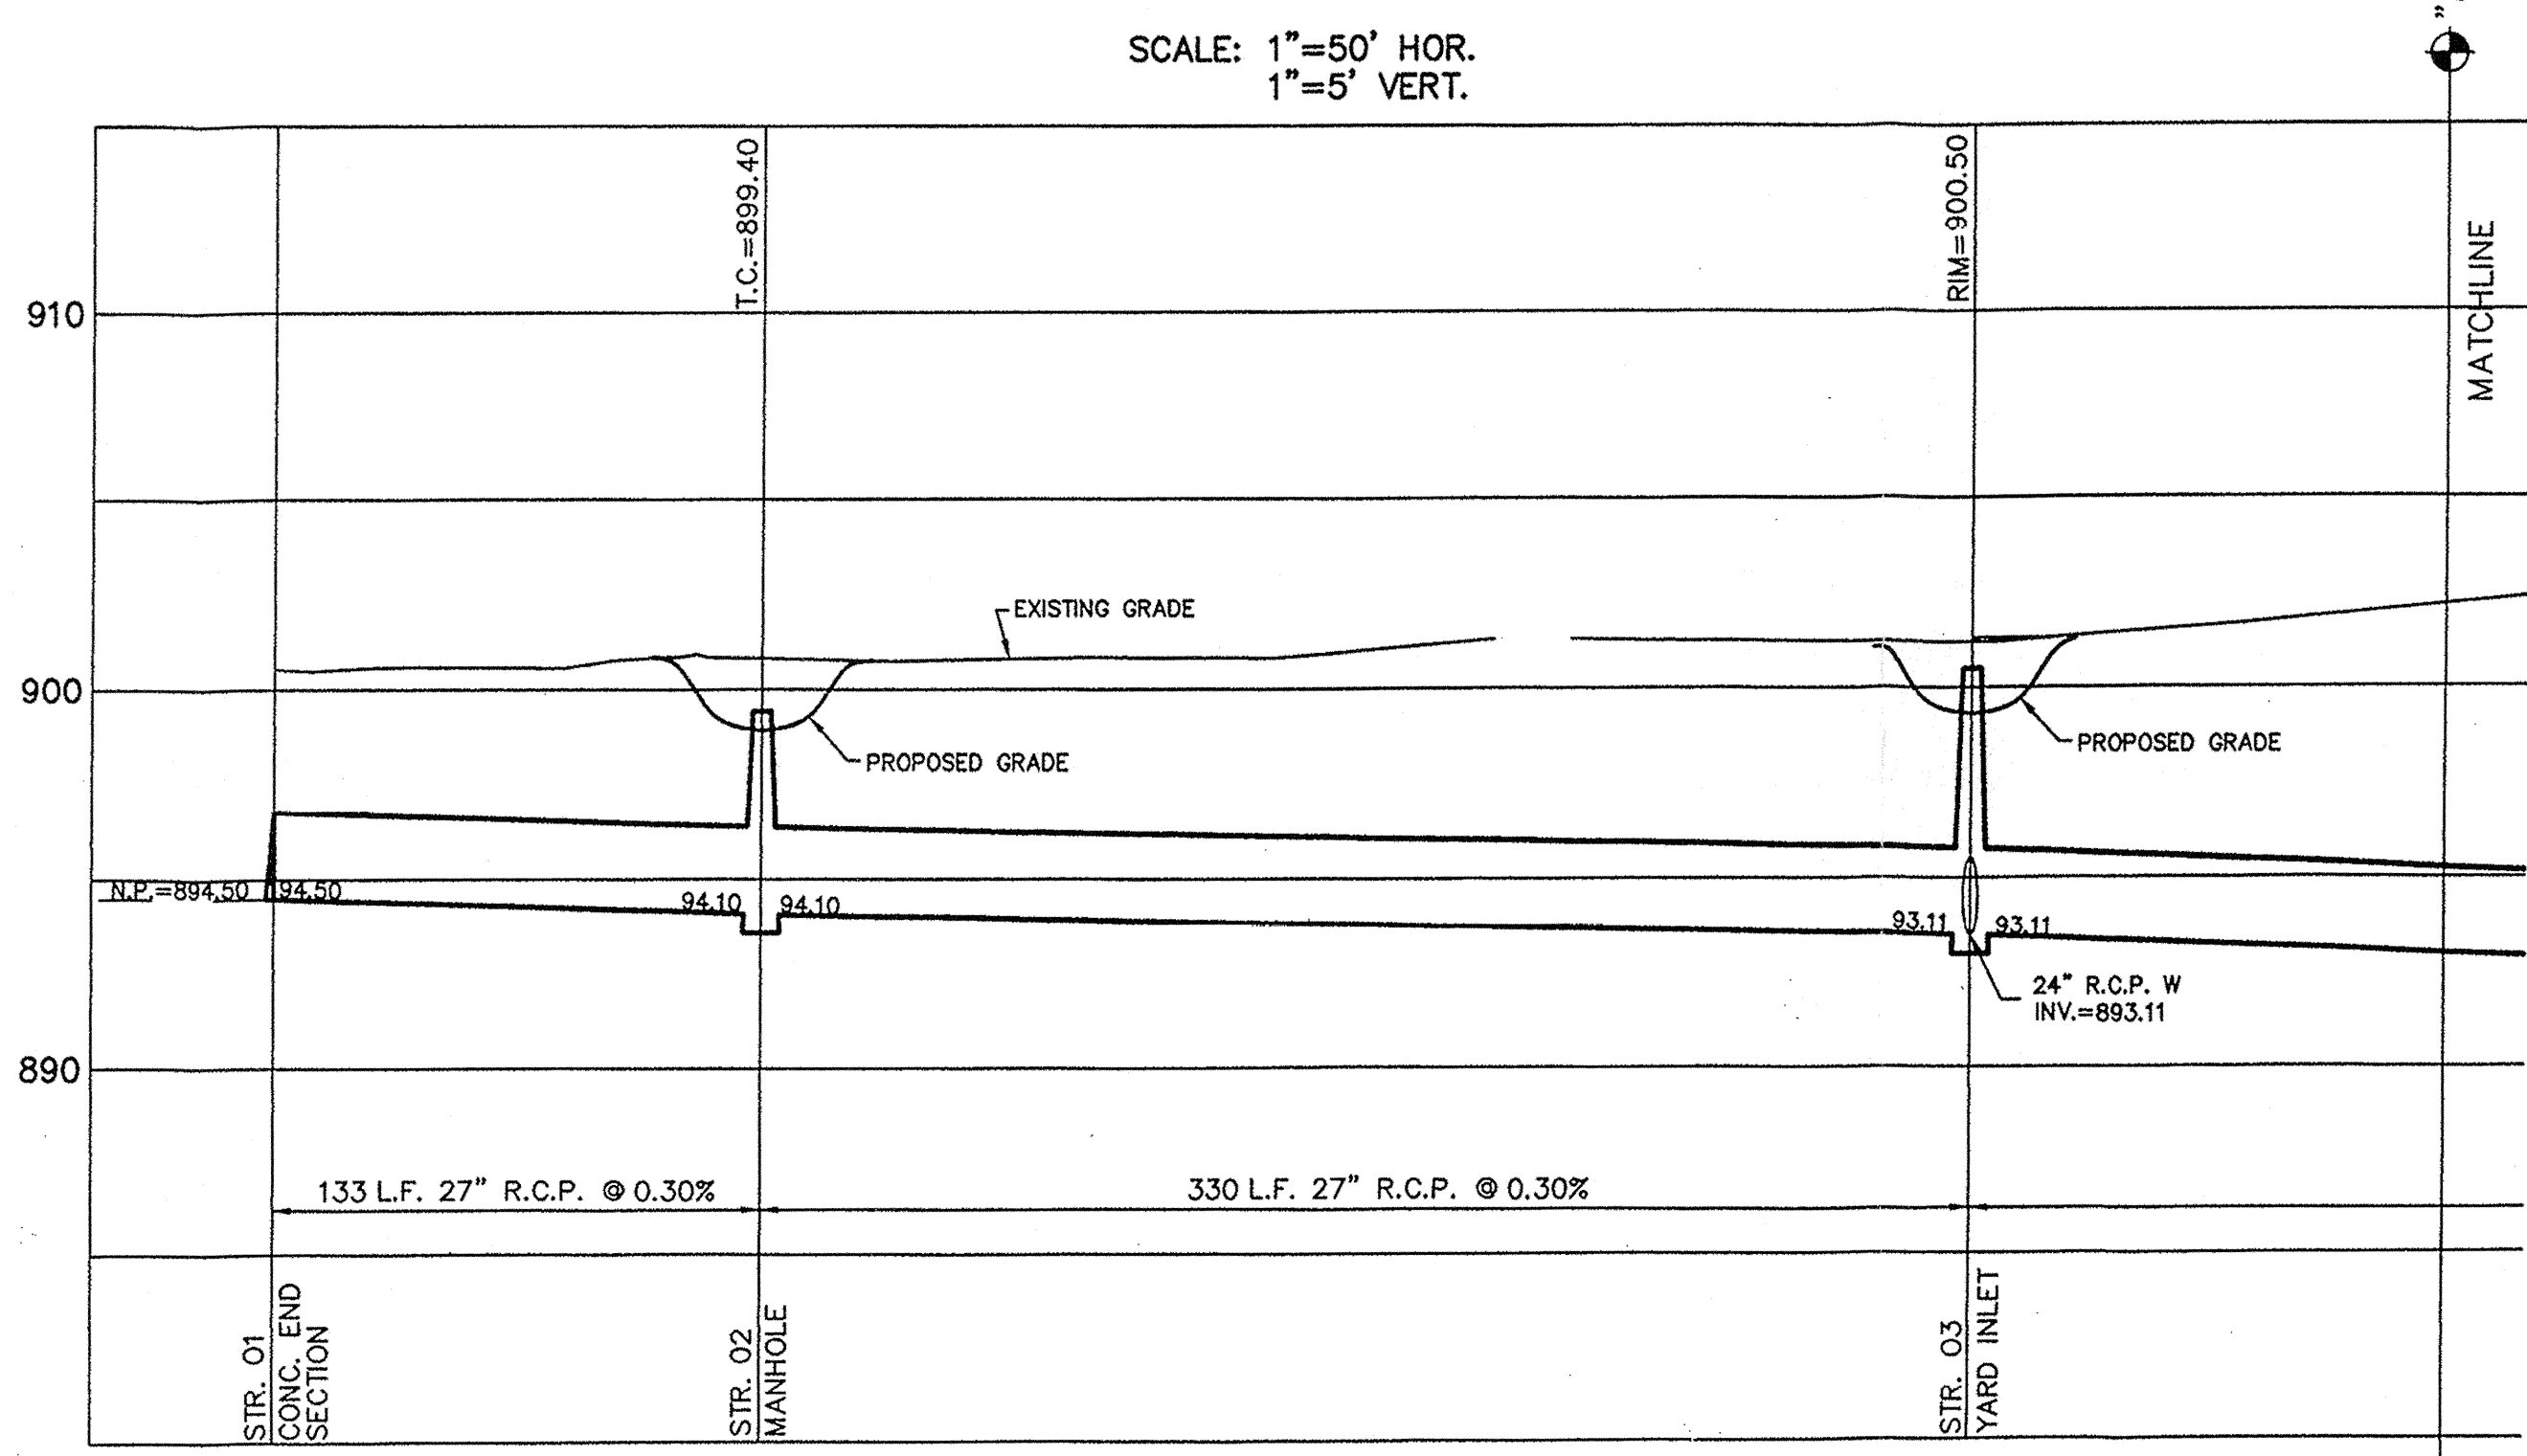 SCALE: 1"=50' HOR.
1"=5' VERT.
"
T.C.=899.40
RIM=900.50
MATCHLINE
910
EXISTING GRADE
900
PROPOSED GRADE
PROPOSED GRADE
N.P.=894.50
94.50
94.10
94.10
93.11
93.11
24" R.C.P. W
INV.=893.11
890
133 L.F. 27" R.C.P. @ 0.30%
330 L.F. 27" R.C.P. @ 0.30%
STR. 01
CONC. END
SECTION
STR. 02
MANHOLE
STR. 03
YARD INLET